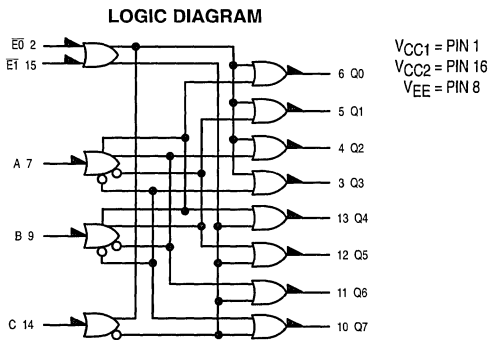 LOGIC DIAGRAM
E0 2
E1 15
A 7
B 9
C 14
6 Q0
5 Q1
4 Q2
3 Q3
13 Q4
12 Q5
11 Q6
10 Q7
VCC1 = PIN 1
VCC2 = PIN 16
VEE = PIN 8